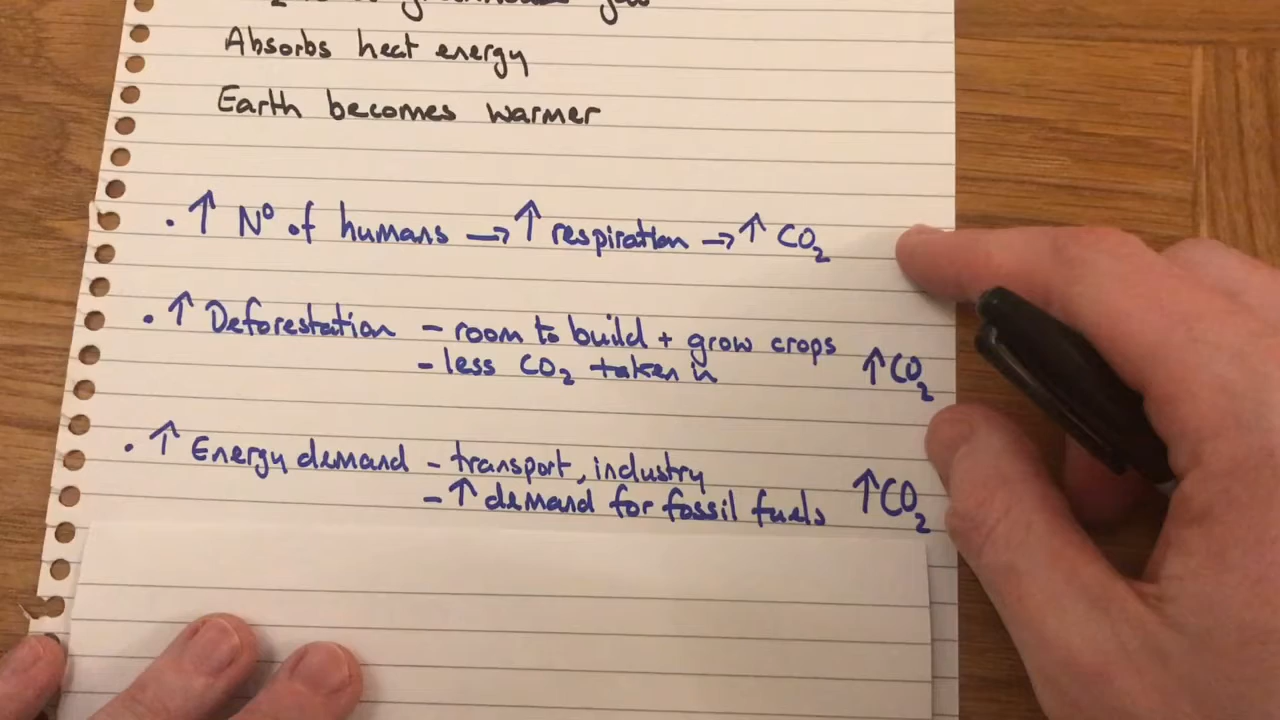 Absorbs heat energy
Earth becomes warmer
. ↑ Nº of humans → ↑ respiration → ↑ CO₂
. ↑ Deforestation - room to build + grow crops
- less CO₂ taken in ↑ CO₂
. ↑ Energy demand - transport, industry
- ↑ demand for fossil fuels ↑ CO₂